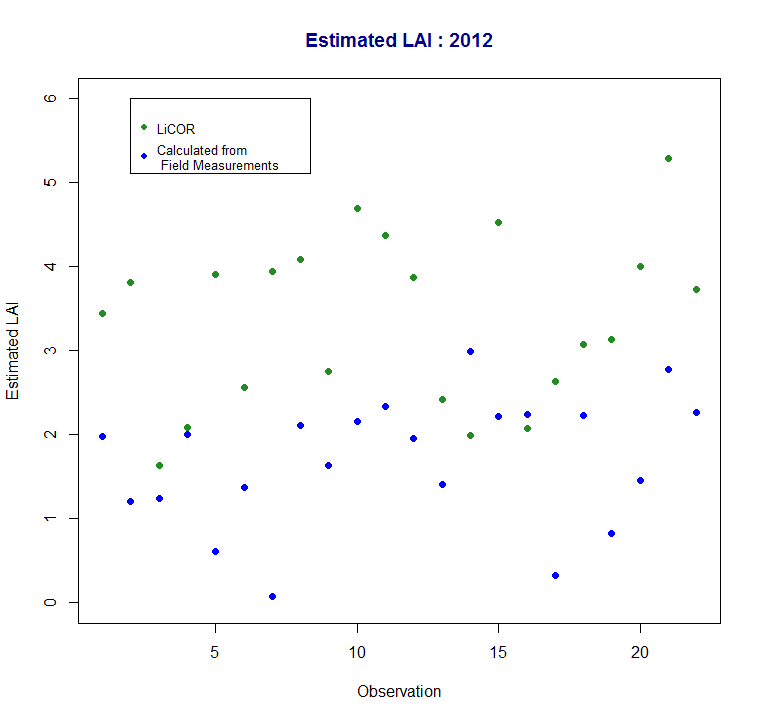 Estimated LAI : 2012
LiCOR
Calculated from
Field Measurements
Estimated LAI
6
5
4
3
2
1
0
5
10
15
20
Observation